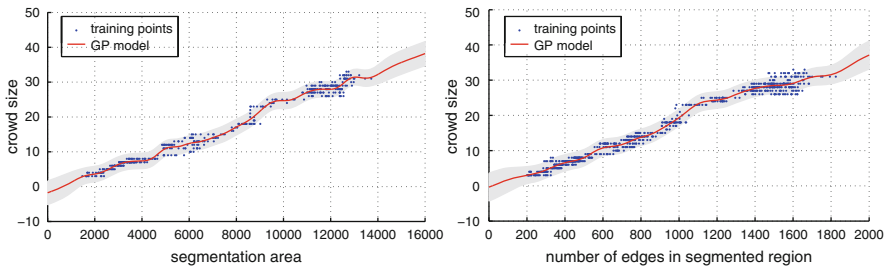 50
40
30
20
10
0
−10
crowd size
training points
GP model
0 2000 4000 6000 8000 10000 12000 14000 16000
segmentation area
50
40
30
20
10
0
−10
crowd size
training points
GP model
0 200 400 600 800 1000 1200 1400 1600 1800 2000
number of edges in segmented region